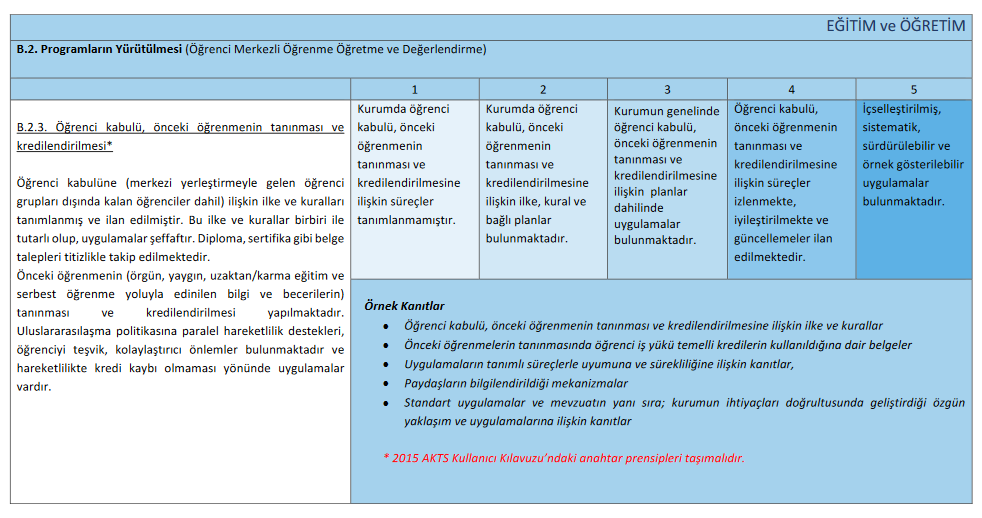 EĞİTİM ve ÖĞRETİM
B.2. Programların Yürütülmesi (Öğrenci Merkezli Öğrenme Öğretme ve Değerlendirme)
1
2
3
4
5
B.2.3. Öğrenci kabulü, önceki öğrenmenin tanınması ve
kredilendirilmesi*
Öğrenci kabulüne (merkezi yerleştirmeyle gelen öğrenci
grupları dışında kalan öğrenciler dahil) ilişkin ilke ve kuralları
tanımlanmış ve ilan edilmiştir. Bu ilke ve kurallar birbiri ile
tutarlı olup, uygulamalar şeffaftır. Diploma, sertifika gibi belge
talepleri titizlikle takip edilmektedir.
Önceki öğrenmenin (örgün, yaygın, uzaktan/karma eğitim ve
serbest öğrenme yoluyla edinilen bilgi ve becerilerin)
tanınması ve kredilendirilmesi yapılmaktadır.
Uluslararasılaşma politikasına paralel hareketlilik destekleri,
öğrenciyi teşvik, kolaylaştırıcı önlemler bulunmaktadır ve
hareketlilikte kredi kaybı olmaması yönünde uygulamalar
vardır.
Kurumda öğrenci
kabulü, önceki
öğrenmenin
tanınması ve
kredilendirilmesine
ilişkin süreçler
tanımlanmamıştır.
Kurumda öğrenci
kabulü, önceki
öğrenmenin
tanınması ve
kredilendirilmesine
ilişkin ilke, kural ve
bağlı planlar
bulunmaktadır.
Kurumun genelinde
öğrenci kabulü,
önceki öğrenmenin
tanınması ve
kredilendirilmesine
ilişkin planlar
dahilinde
uygulamalar
bulunmaktadır.
Öğrenci kabulü,
önceki öğrenmenin
tanınması ve
kredilendirilmesine
ilişkin süreçler
izlenmekte,
iyileştirilmekte ve
güncellemeler ilan
edilmektedir.
İçselleştirilmiş,
sistematik,
sürdürülebilir ve
örnek gösterilebilir
uygulamalar
bulunmaktadır.
Örnek Kanıtlar
• Öğrenci kabulü, önceki öğrenmenin tanınması ve kredilendirilmesine ilişkin ilke ve kurallar
• Önceki öğrenmelerin tanınmasında öğrenci iş yükü temelli kredilerin kullanıldığına dair belgeler
• Uygulamaların tanımlı süreçlerle uyumuna ve sürekliliğine ilişkin kanıtlar,
• Paydaşların bilgilendirildiği mekanizmalar
• Standart uygulamalar ve mevzuatın yanı sıra; kurumun ihtiyaçları doğrultusunda geliştirdiği özgün
yaklaşım ve uygulamalarına ilişkin kanıtlar
* 2015 AKTS Kullanıcı Kılavuzu'ndaki anahtar prensipleri taşımalıdır.